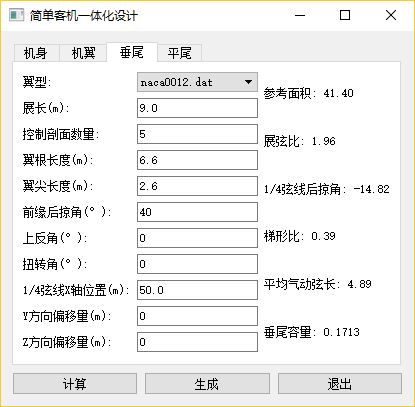 简单客机一体化设计
机身 机翼 垂尾 平尾
翼型: naca0012.dat
展长(m): 9.0
控制剖面数量: 5
翼根长度(m): 6.6
翼尖长度(m): 2.6
前缘后掠角(°): 40
上反角(°): 0
扭转角(°): 0
1/4弦线X轴位置(m): 50.0
Y方向偏移量(m): 0
Z方向偏移量(m): 0
参考面积: 41.40
展弦比: 1.96
1/4弦线后掠角: -14.82
梯形比: 0.39
平均气动弦长: 4.89
垂尾容量: 0.1713
计算 生成 退出